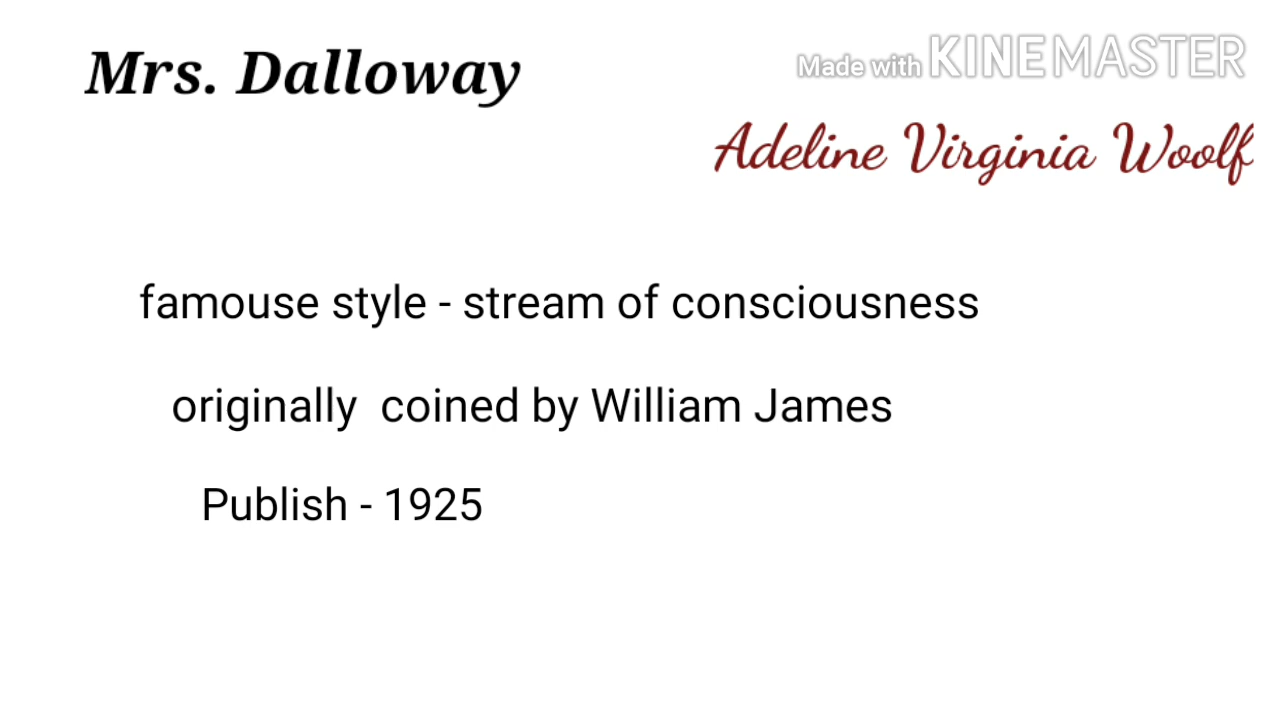 Mrs. Dalloway
Made with KINEMASTER
Adeline Virginia Woolf
famouse style - stream of consciousness
originally coined by William James
Publish - 1925